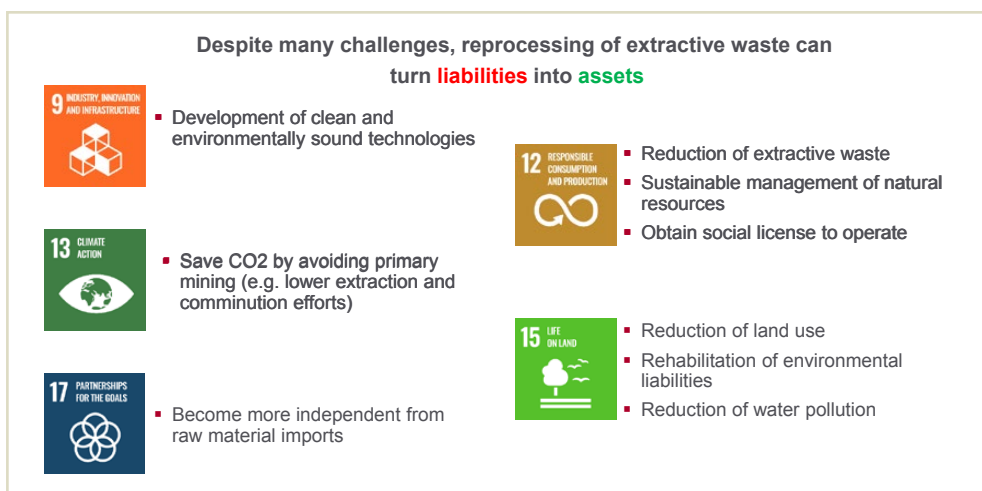 Despite many challenges, reprocessing of extractive waste can
turn liabilities into assets
9 INDUSTRY, INNOVATION
AND INFRASTRUCTURE
▪ Development of clean and
environmentally sound technologies
13 CLIMATE
ACTION
▪ Save CO2 by avoiding primary
mining (e.g. lower extraction and
comminution efforts)
17 PARTNERSHIPS
FOR THE GOALS
▪ Become more independent from
raw material imports
12 RESPONSIBLE
CONSUMPTION
AND PRODUCTION
▪ Reduction of extractive waste
▪ Sustainable management of natural
resources
▪ Obtain social license to operate
15 LIFE
ON LAND
▪ Reduction of land use
▪ Rehabilitation of environmental
liabilities
▪ Reduction of water pollution